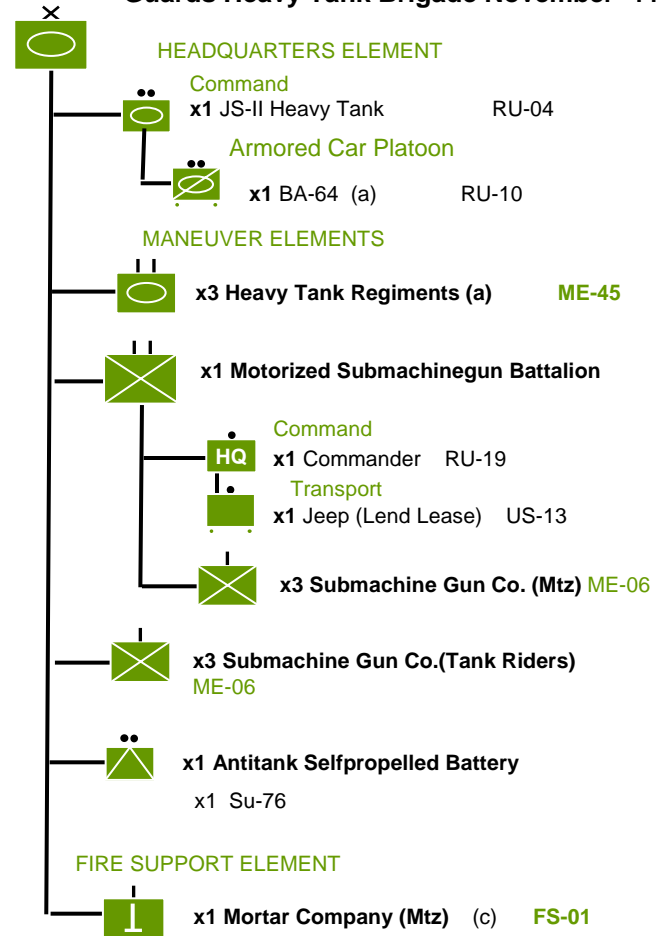 Guards Heavy Tank Brigade November
HEADQUARTERS ELEMENT
Command
x1 JS-II Heavy Tank RU-04
Armored Car Platoon
x1 BA-64 (a) RU-10
MANEUVER ELEMENTS
x3 Heavy Tank Regiments (a) ME-45
x1 Motorized Submachinegun Battalion
Command
HQ x1 Commander RU-19
Transport
x1 Jeep (Lend Lease) US-13
x3 Submachine Gun Co. (Mtz) ME-06
x3 Submachine Gun Co.(Tank Riders)
ME-06
x1 Antitank Selfpropelled Battery
x1 Su-76
FIRE SUPPORT ELEMENT
x1 Mortar Company (Mtz) (c) FS-01